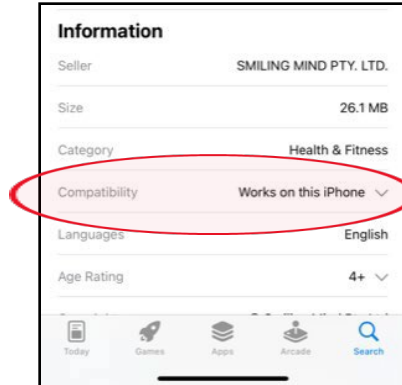 Information
Seller SMILING MIND PTY. LTD.
Size 26.1 MB
Category Health & Fitness
Compatibility Works on this iPhone
Languages English
Age Rating 4+
Today Games Apps Arcade Search